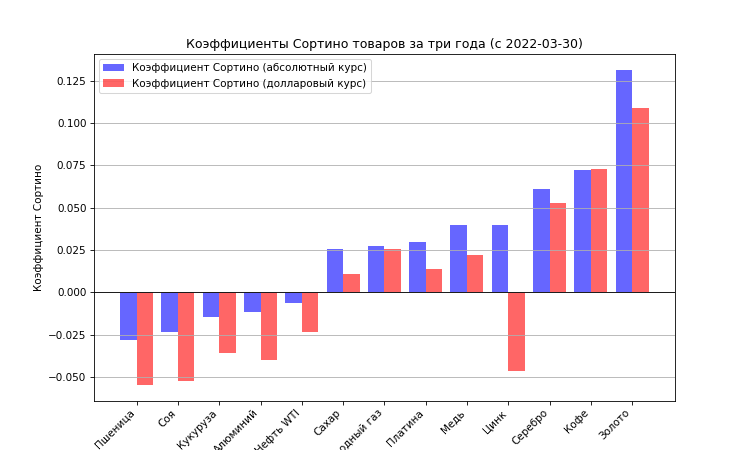 Коэффициенты Сортино товаров за три года (с 2022-03-30)
Коэффициент Сортино (абсолютный курс)
Коэффициент Сортино (долларовый курс)
Коэффициент Сортино
0.125
0.100
0.075
0.050
0.025
0.000
−0.025
−0.050
Пшеница
Соя
Кукуруза
Алюминий
Нефть WTI
Сахар
одный газ
Платина
Медь
Цинк
Серебро
Кофе
Золото